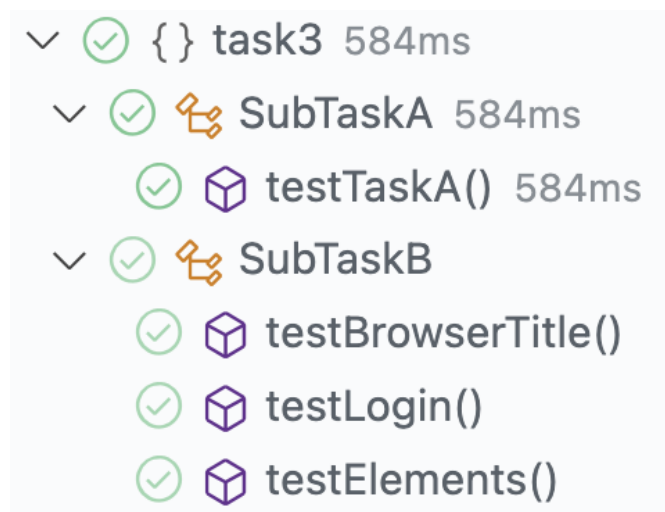 { } task3 584ms
SubTaskA 584ms
testTaskA() 584ms
SubTaskB
testBrowserTitle()
testLogin()
testElements()